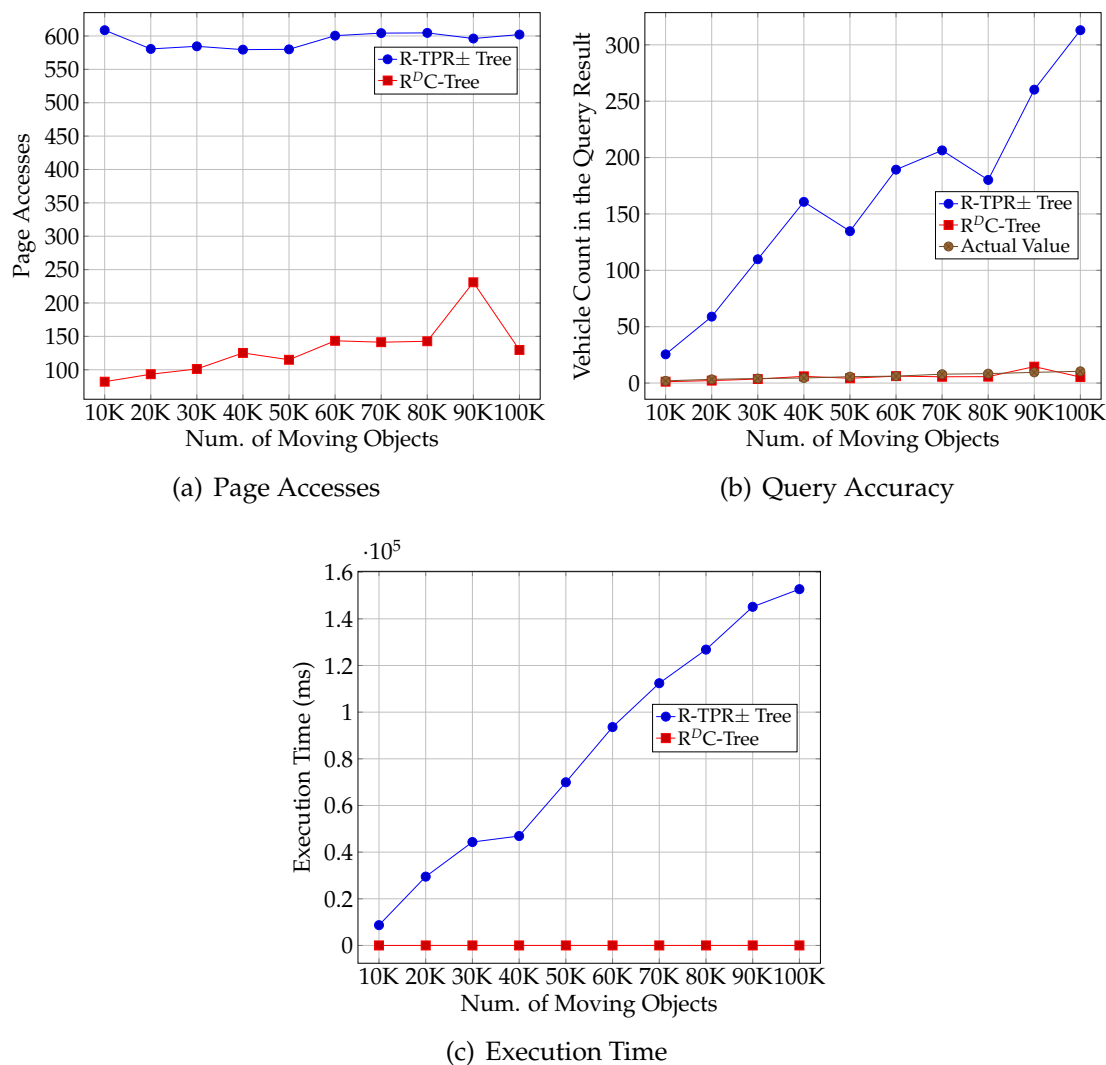 600
550
500
450
400
350
300
250
200
150
100
Page Accesses
R-TPR± Tree
R^DC-Tree
10K 20K 30K 40K 50K 60K 70K 80K 90K 100K
Num. of Moving Objects
(a) Page Accesses
300
250
200
150
100
50
0
Vehicle Count in the Query Result
R-TPR± Tree
R^DC-Tree
Actual Value
10K 20K 30K 40K 50K 60K 70K 80K 90K 100K
Num. of Moving Objects
(b) Query Accuracy
·10^5
1.6
1.4
1.2
1
0.8
0.6
0.4
0.2
0
Execution Time (ms)
R-TPR± Tree
R^DC-Tree
10K 20K 30K 40K 50K 60K 70K 80K 90K 100K
Num. of Moving Objects
(c) Execution Time